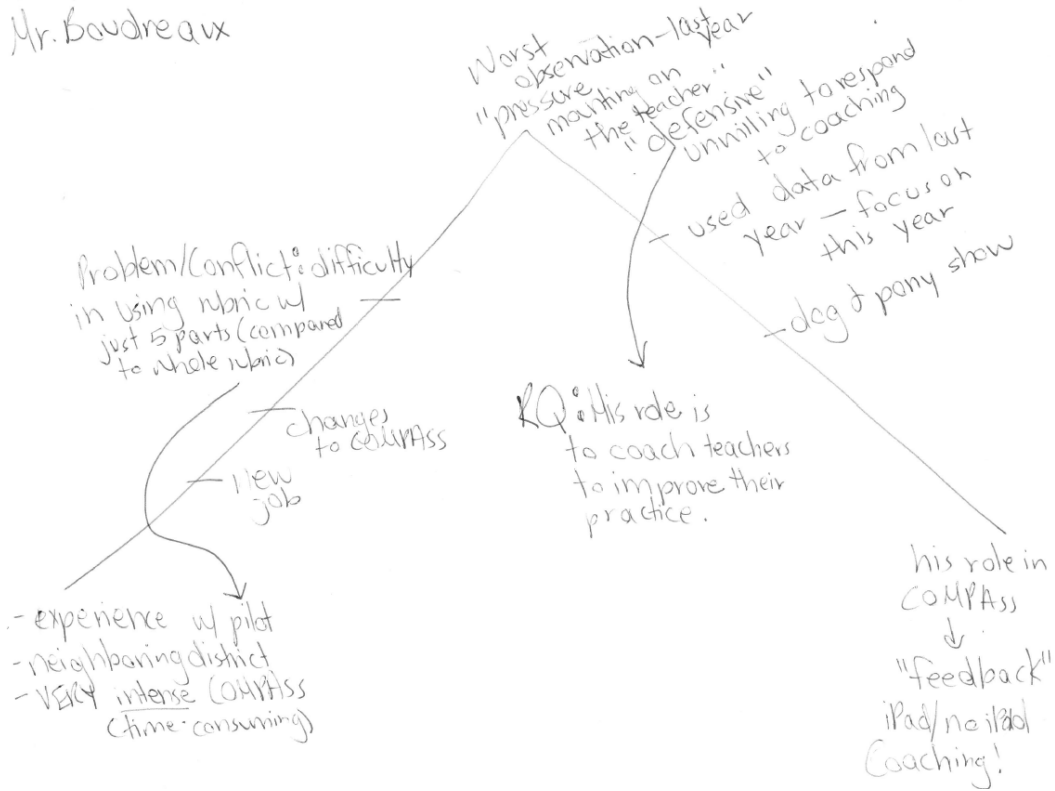 Mr. Boudreaux
Worst
observation-last
year
"pressure
mounting on
the teacher"
"defensive"
unwilling to respond
to coaching
- used data from last
year - focus on
this year
- dog & pony show
Problem/Conflict: difficulty
in using rubric w/
just 5 parts (compared
to whole rubric)
- changes
to COMPASS
- new
job
- experience w/ pilot
- neighboring district
- VERY intense COMPASS
(time-consuming)
RQ: His role is
to coach teachers
to improve their
practice.
his role in
COMPASS
↓
"feedback"
iPad/no iPad
Coaching!